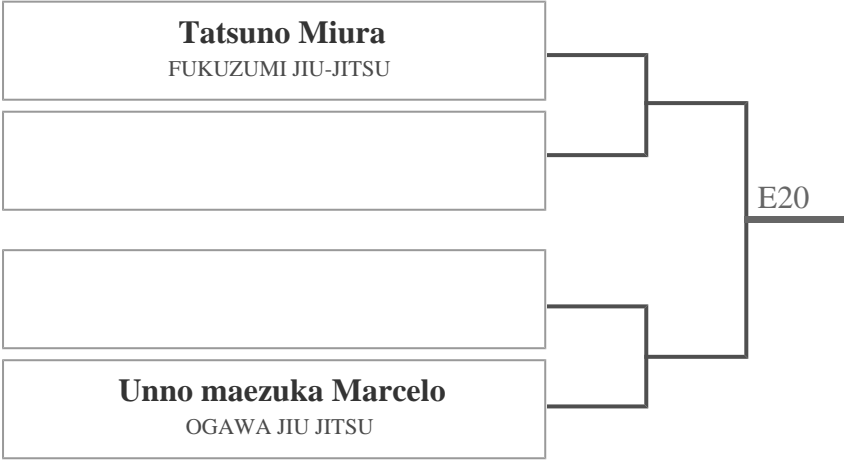 Tatsuno Miura
FUKUZUMI JIU-JITSU
E20
Unno maezuka Marcelo
OGAWA JIU JITSU